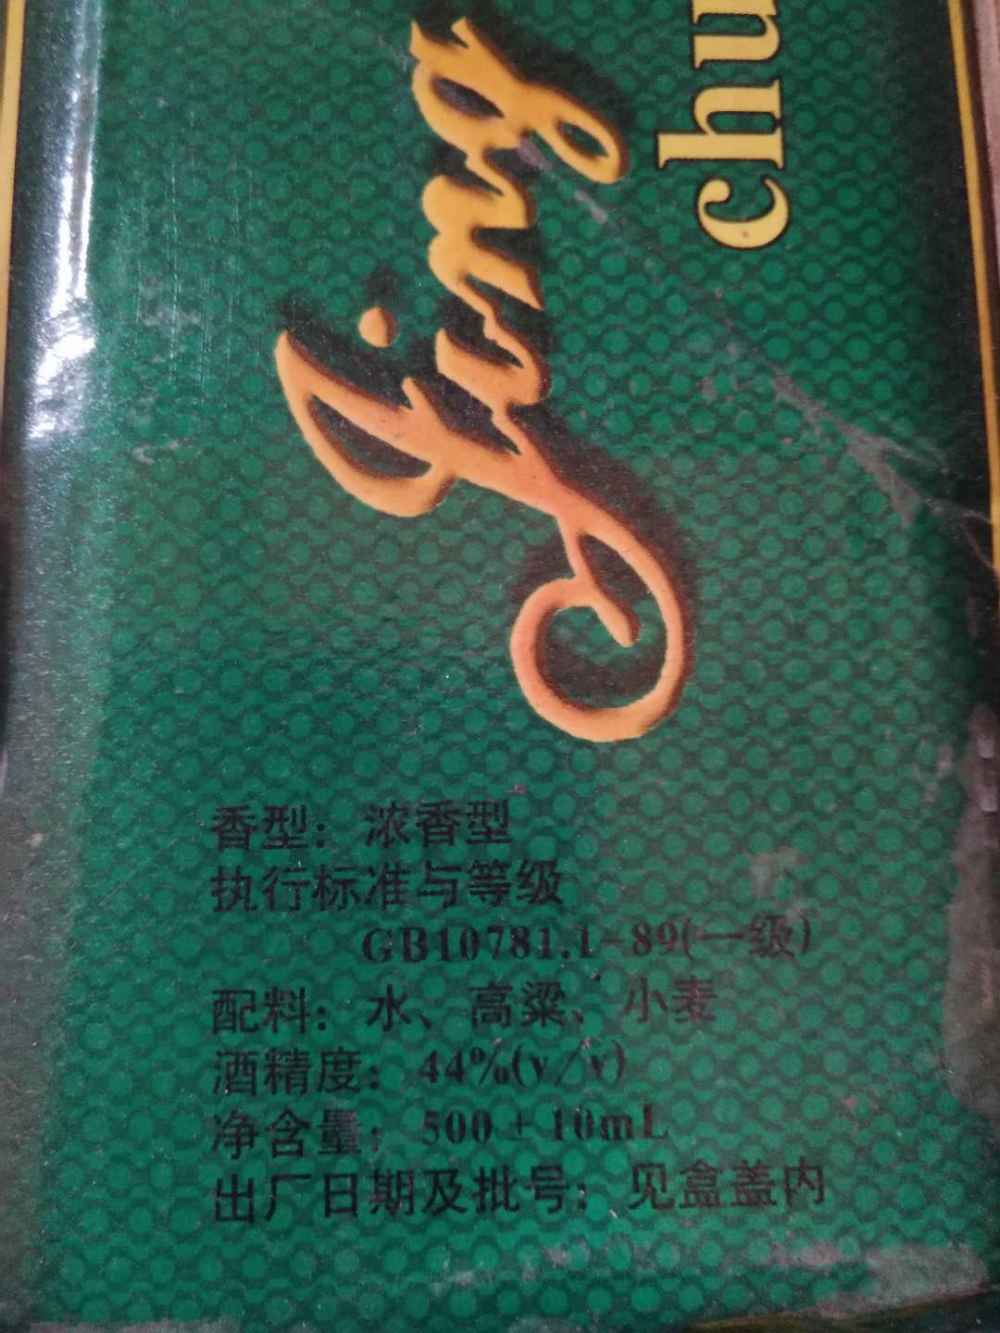 Jing
chu
香型：浓香型
执行标准与等级
GB10781.1-89(一级)
配料：水、高粱、小麦
酒精度：44%(v/v)
净含量：500±10mL
出厂日期及批号：见盒盖内